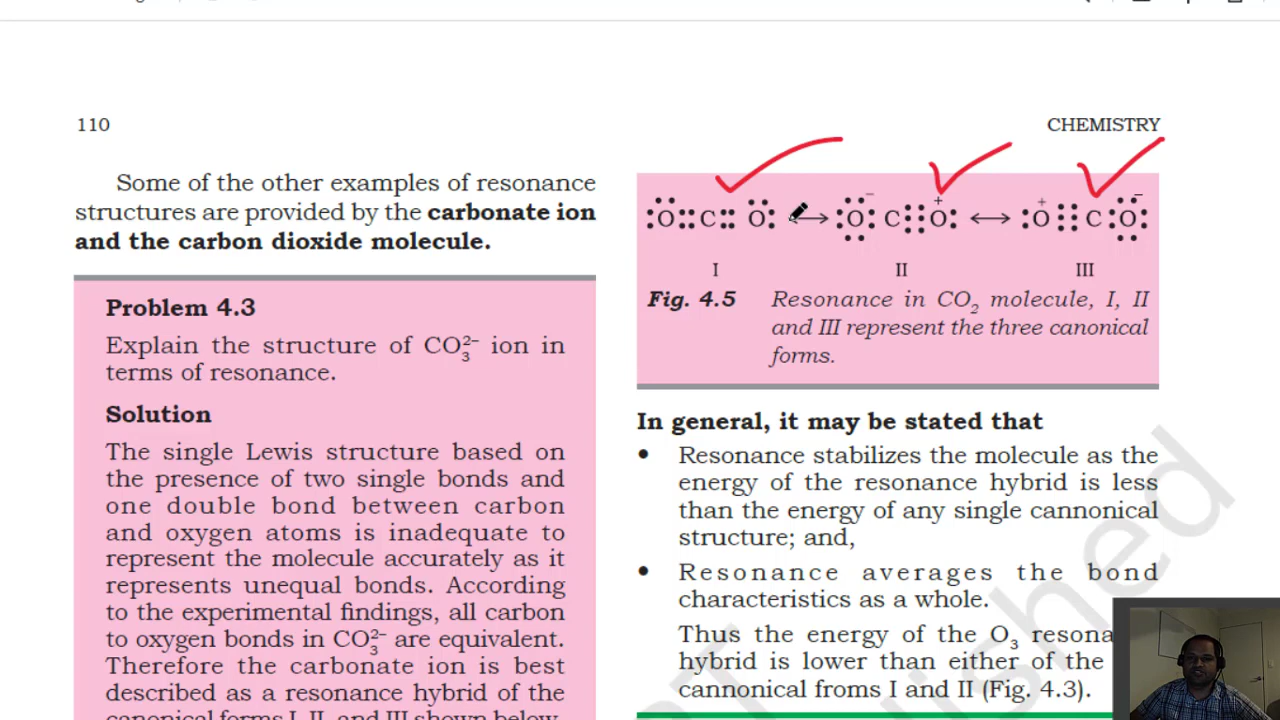 110
CHEMISTRY
Some of the other examples of resonance
structures are provided by the carbonate ion
and the carbon dioxide molecule.
Problem 4.3
Explain the structure of CO₃²⁻ ion in
terms of resonance.
Solution
The single Lewis structure based on
the presence of two single bonds and
one double bond between carbon
and oxygen atoms is inadequate to
represent the molecule accurately as it
represents unequal bonds. According
to the experimental findings, all carbon
to oxygen bonds in CO₃²⁻ are equivalent.
Therefore the carbonate ion is best
described as a resonance hybrid of the
canonical forms I, II, and III shown below.
:O::C:: O: ↔ :O:⁻ C ⋮⋮ O:⁺ ↔ :O⁺ ⋮⋮ C :O:⁻
I II III
Fig. 4.5 Resonance in CO₂ molecule, I, II
and III represent the three canonical
forms.
In general, it may be stated that
• Resonance stabilizes the molecule as the
energy of the resonance hybrid is less
than the energy of any single cannonical
structure; and,
• Resonance averages the bond
characteristics as a whole.
Thus the energy of the O₃ resona
hybrid is lower than either of the
cannonical froms I and II (Fig. 4.3).